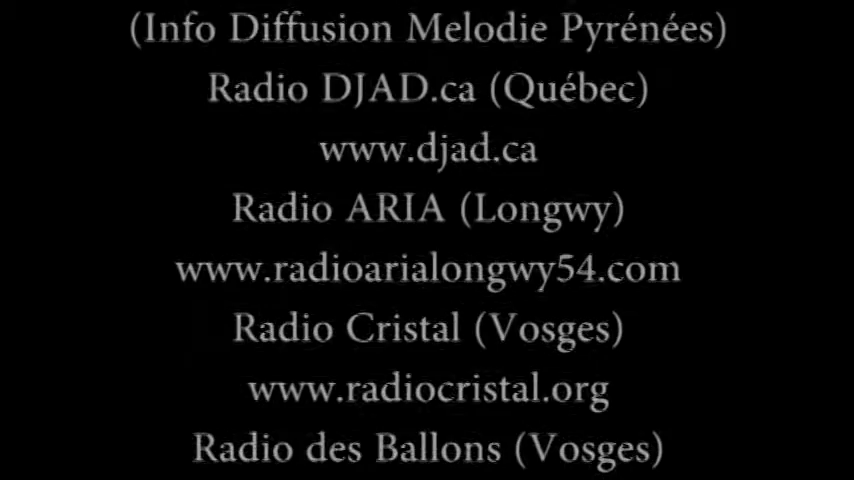 (Info Diffusion Melodie Pyrénées)
Radio DJAD.ca (Québec)
www.djad.ca
Radio ARIA (Longwy)
www.radioarialongwy54.com
Radio Cristal (Vosges)
www.radiocristal.org
Radio des Ballons (Vosges)